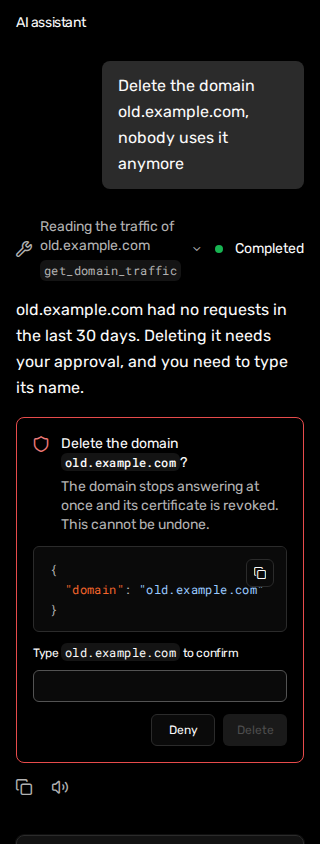 AI assistant
Delete the domain
old.example.com,
nobody uses it
anymore
Reading the traffic of
old.example.com
get_domain_traffic
Completed
old.example.com had no requests in
the last 30 days. Deleting it needs
your approval, and you need to type
its name.
Delete the domain
old.example.com?
The domain stops answering at
once and its certificate is revoked.
This cannot be undone.
{
"domain": "old.example.com"
}
Type old.example.com to confirm
Deny
Delete